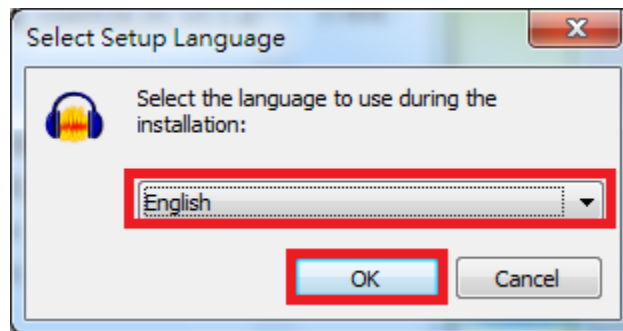 Select Setup Language
Select the language to use during the
installation:
English
OK
Cancel